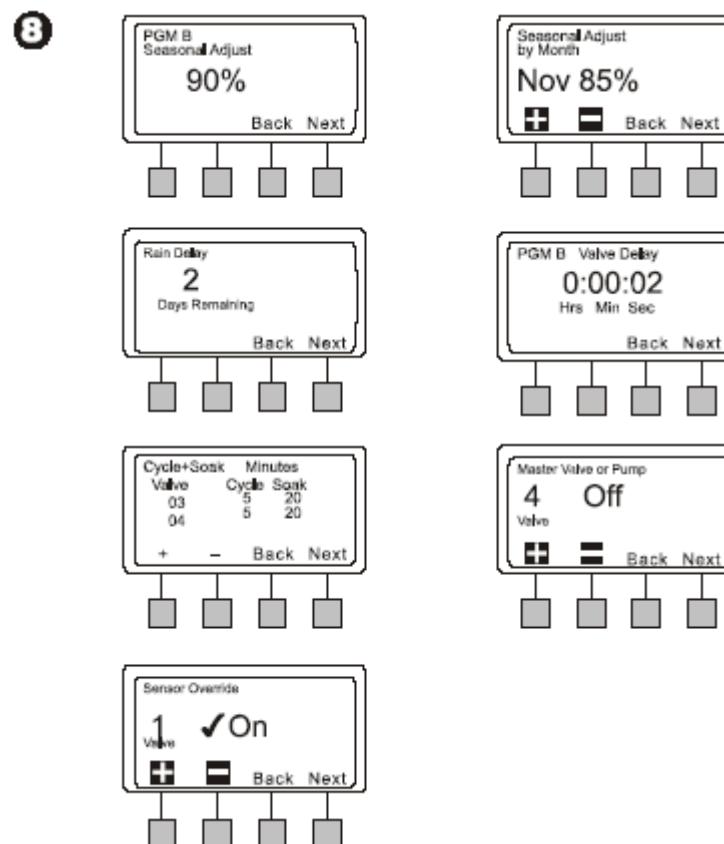 8
PGM B
Seasonal Adjust
90%
Back Next
Seasonal Adjust
by Month
Nov 85%
+ − Back Next
Rain Delay
2
Days Remaining
Back Next
PGM B Valve Delay
0:00:02
Hrs Min Sec
Back Next
Cycle+Soak Minutes
Valve Cycle Soak
03 5 20
04 5 20
+ − Back Next
Master Valve or Pump
4 Off
Valve
+ − Back Next
Sensor Override
1 ✓On
Valve
+ − Back Next